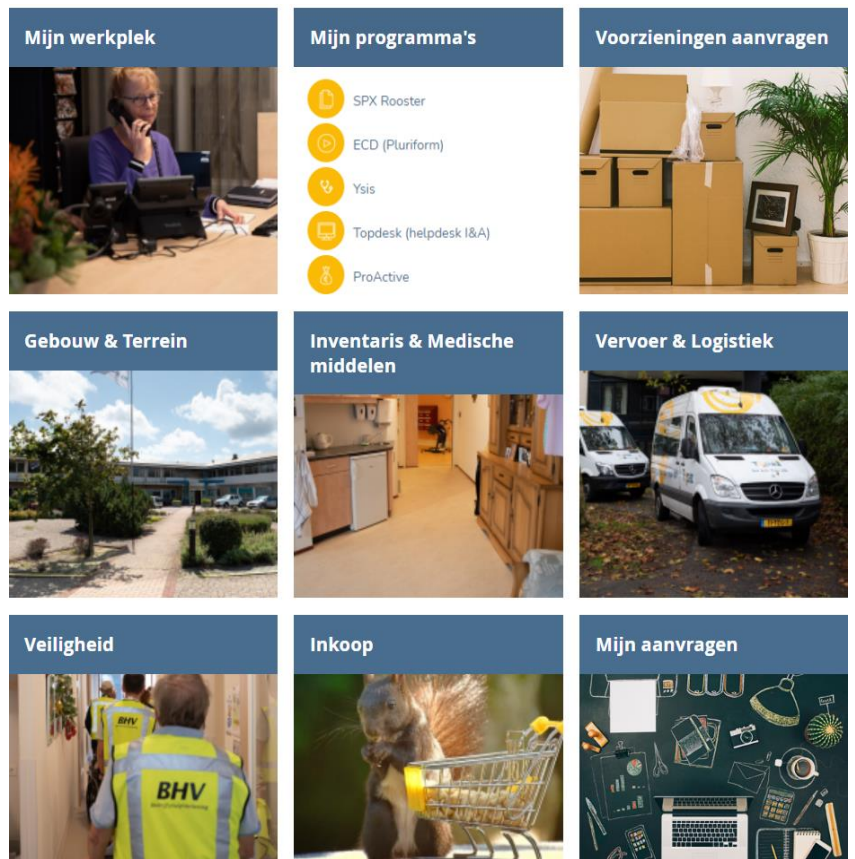 Mijn werkplek
Mijn programma's
Voorzieningen aanvragen
SPX Rooster
ECD (Pluriform)
Ysis
Topdesk (helpdesk I&A)
ProActive
Gebouw & Terrein
Inventaris & Medische
middelen
Vervoer & Logistiek
Veiligheid
Inkoop
Mijn aanvragen
BHV
BHV